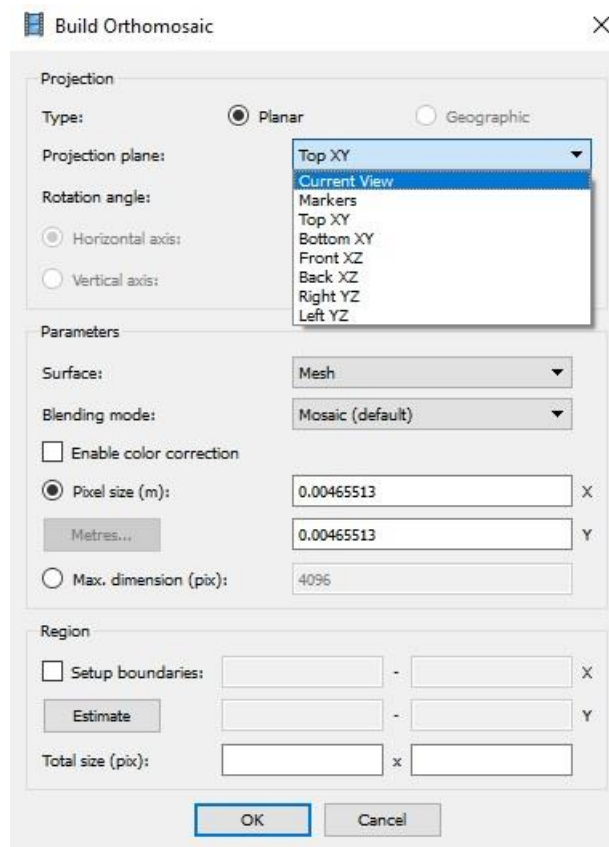 Build Orthomosaic
Projection
Type: Planar Geographic
Projection plane: Top XY
Current View
Markers
Rotation angle:
Top XY
Horizontal axis:
Bottom XY
Front XZ
Vertical axis:
Back XZ
Right YZ
Left YZ
Parameters
Surface: Mesh
Blending mode: Mosaic (default)
Enable color correction
Pixel size (m): 0.00465513 X
Metres... 0.00465513 Y
Max. dimension (pix): 4096
Region
Setup boundaries: - X
Estimate - Y
Total size (pix): x
OK Cancel